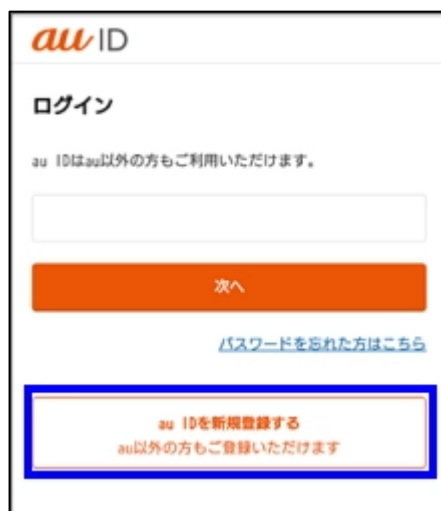 au ID
ログイン
au IDはau以外の方もご利用いただけます。
次へ
パスワードを忘れた方はこちら
au IDを新規登録する
au以外の方もご登録いただけます